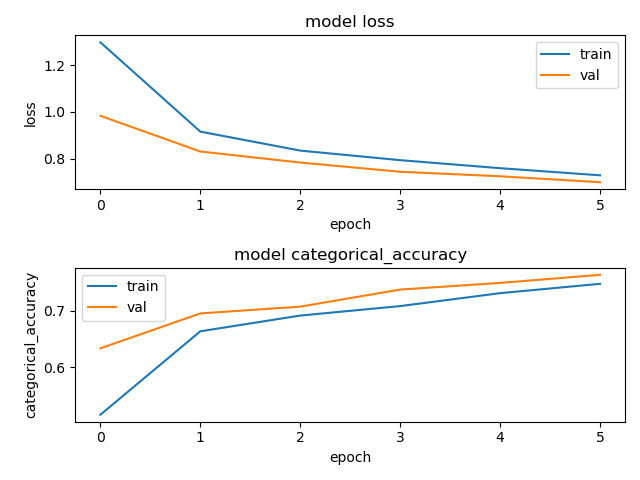 model loss
1.2
1.0
0.8
loss
train
val
0 1 2 3 4 5
epoch
model categorical_accuracy
0.7
0.6
categorical_accuracy
train
val
0 1 2 3 4 5
epoch